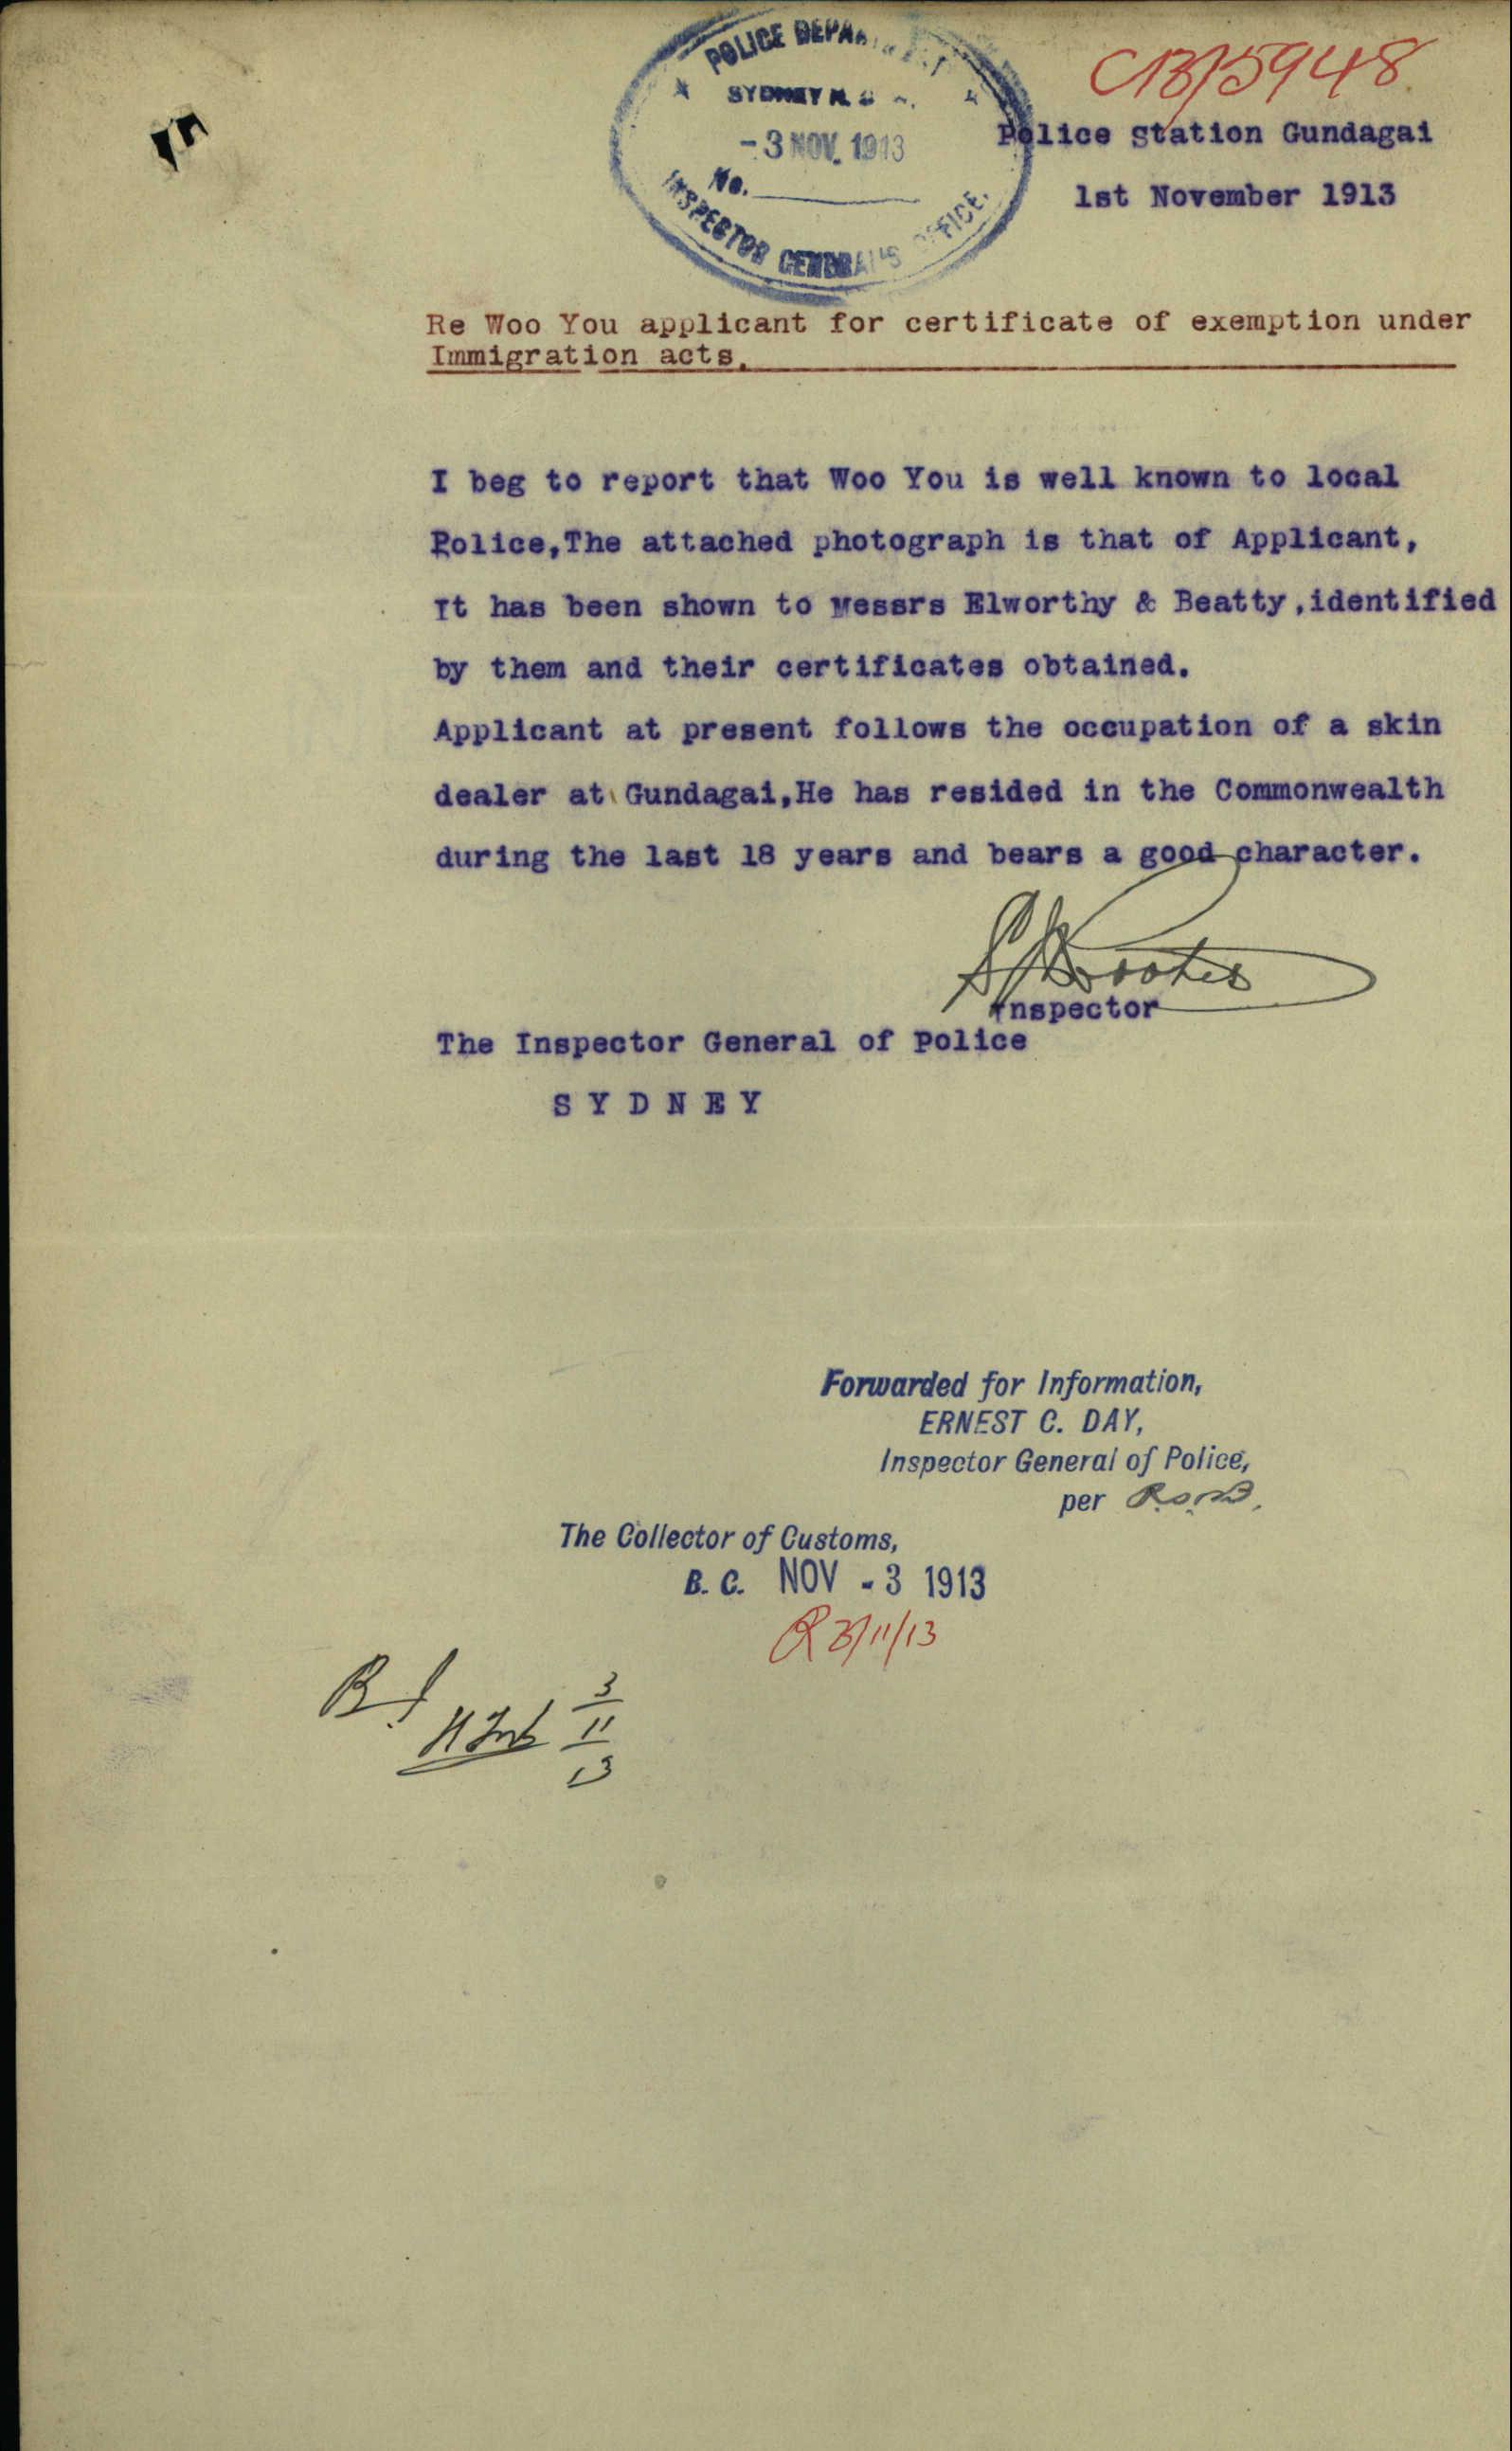 POLICE DEPARTMENT
SYDNEY N. S. W.
- 3 NOV. 1913
No.
INSPECTOR GENERAL'S OFFICE.
C13/5948
Police Station Gundagai
1st November 1913
Re Woo You applicant for certificate of exemption under
Immigration acts.
I beg to report that Woo You is well known to local
Police,The attached photograph is that of Applicant,
It has been shown to Messrs Elworthy & Beatty,identified
by them and their certificates obtained.
Applicant at present follows the occupation of a skin
dealer at Gundagai,He has resided in the Commonwealth
during the last 18 years and bears a good character.
Inspector
The Inspector General of Police
S Y D N E Y
Forwarded for Information,
ERNEST C. DAY,
Inspector General of Police,
per
The Collector of Customs,
B. C. NOV - 3 1913
3/11/13
3
11
13